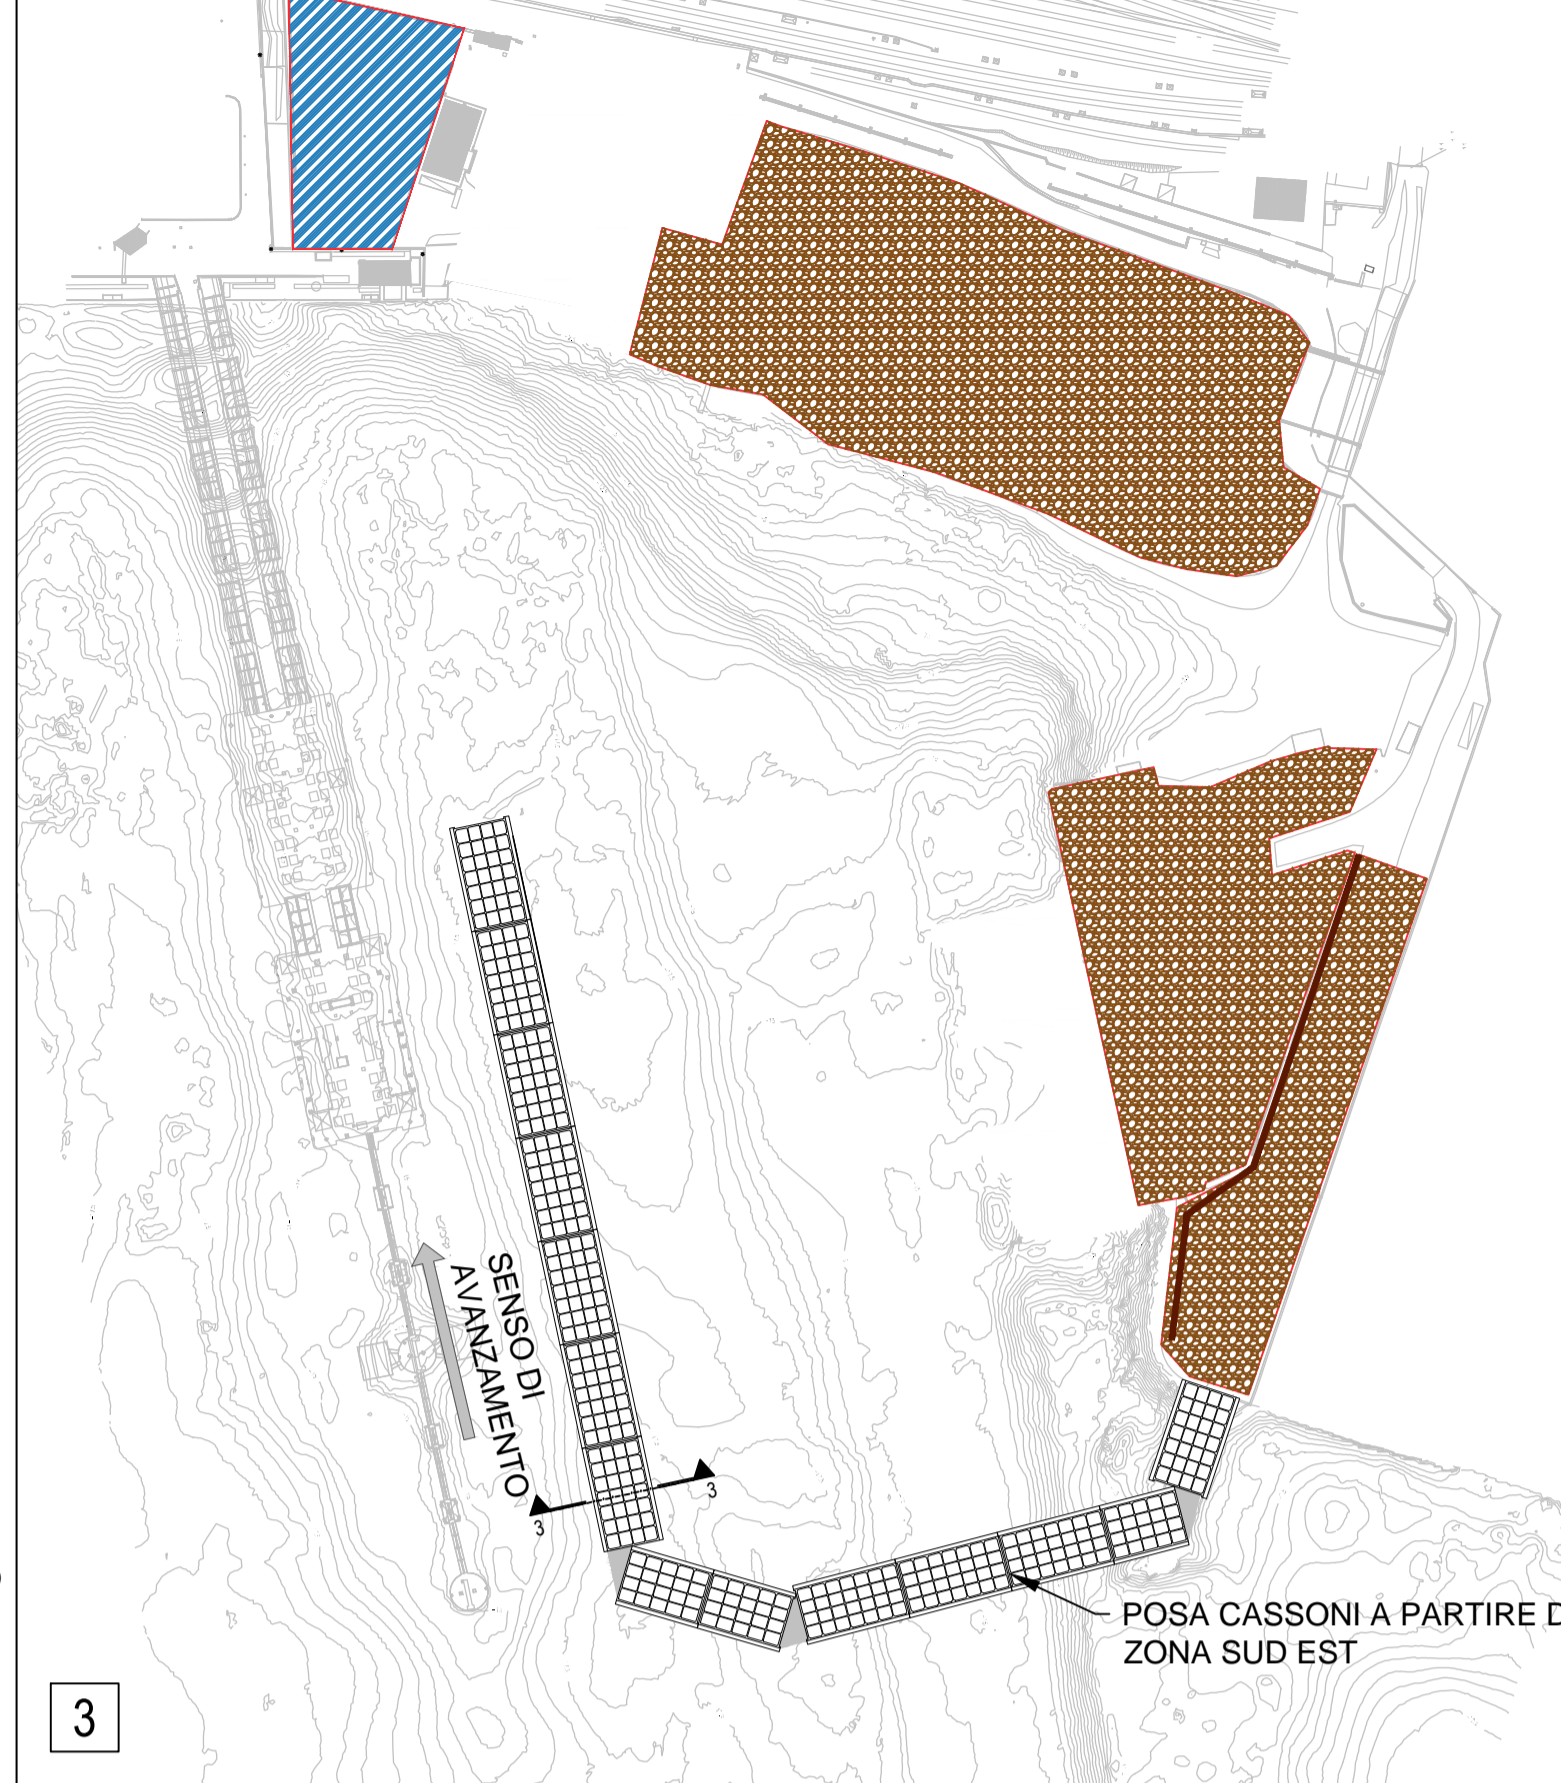 SENSO DI
AVANZAMENTO
3
3
POSA CASSONI A PARTIRE
ZONA SUD EST
3